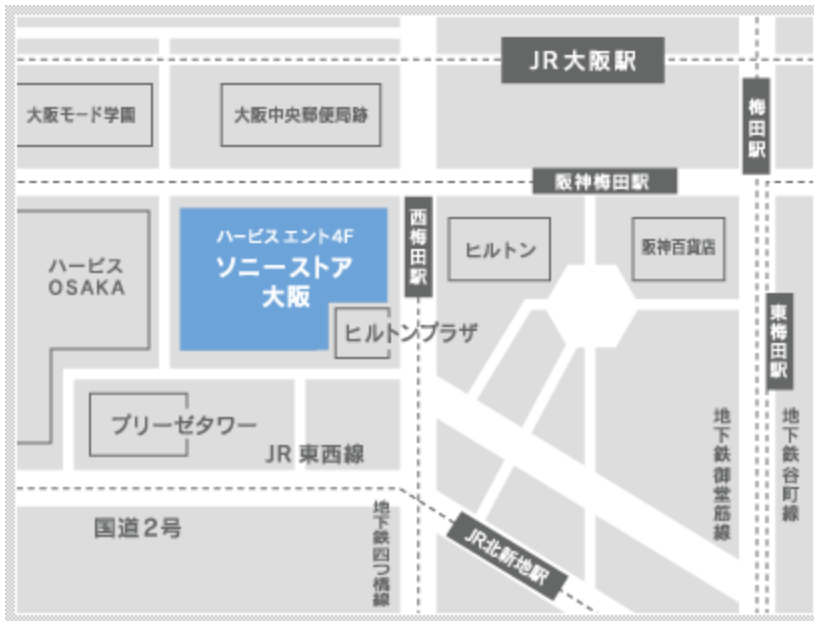 JR大阪駅
大阪モード学園
大阪中央郵便局跡
梅田駅
阪神梅田駅
ハービス
OSAKA
ハービス エント4F
ソニーストア
大阪
西梅田駅
ヒルトン
阪神百貨店
ヒルトンプラザ
東梅田駅
ブリーゼタワー
JR 東西線
地下鉄 御堂筋線
地下鉄 谷町線
国道2号
地下鉄四つ橋線
JR北新地駅